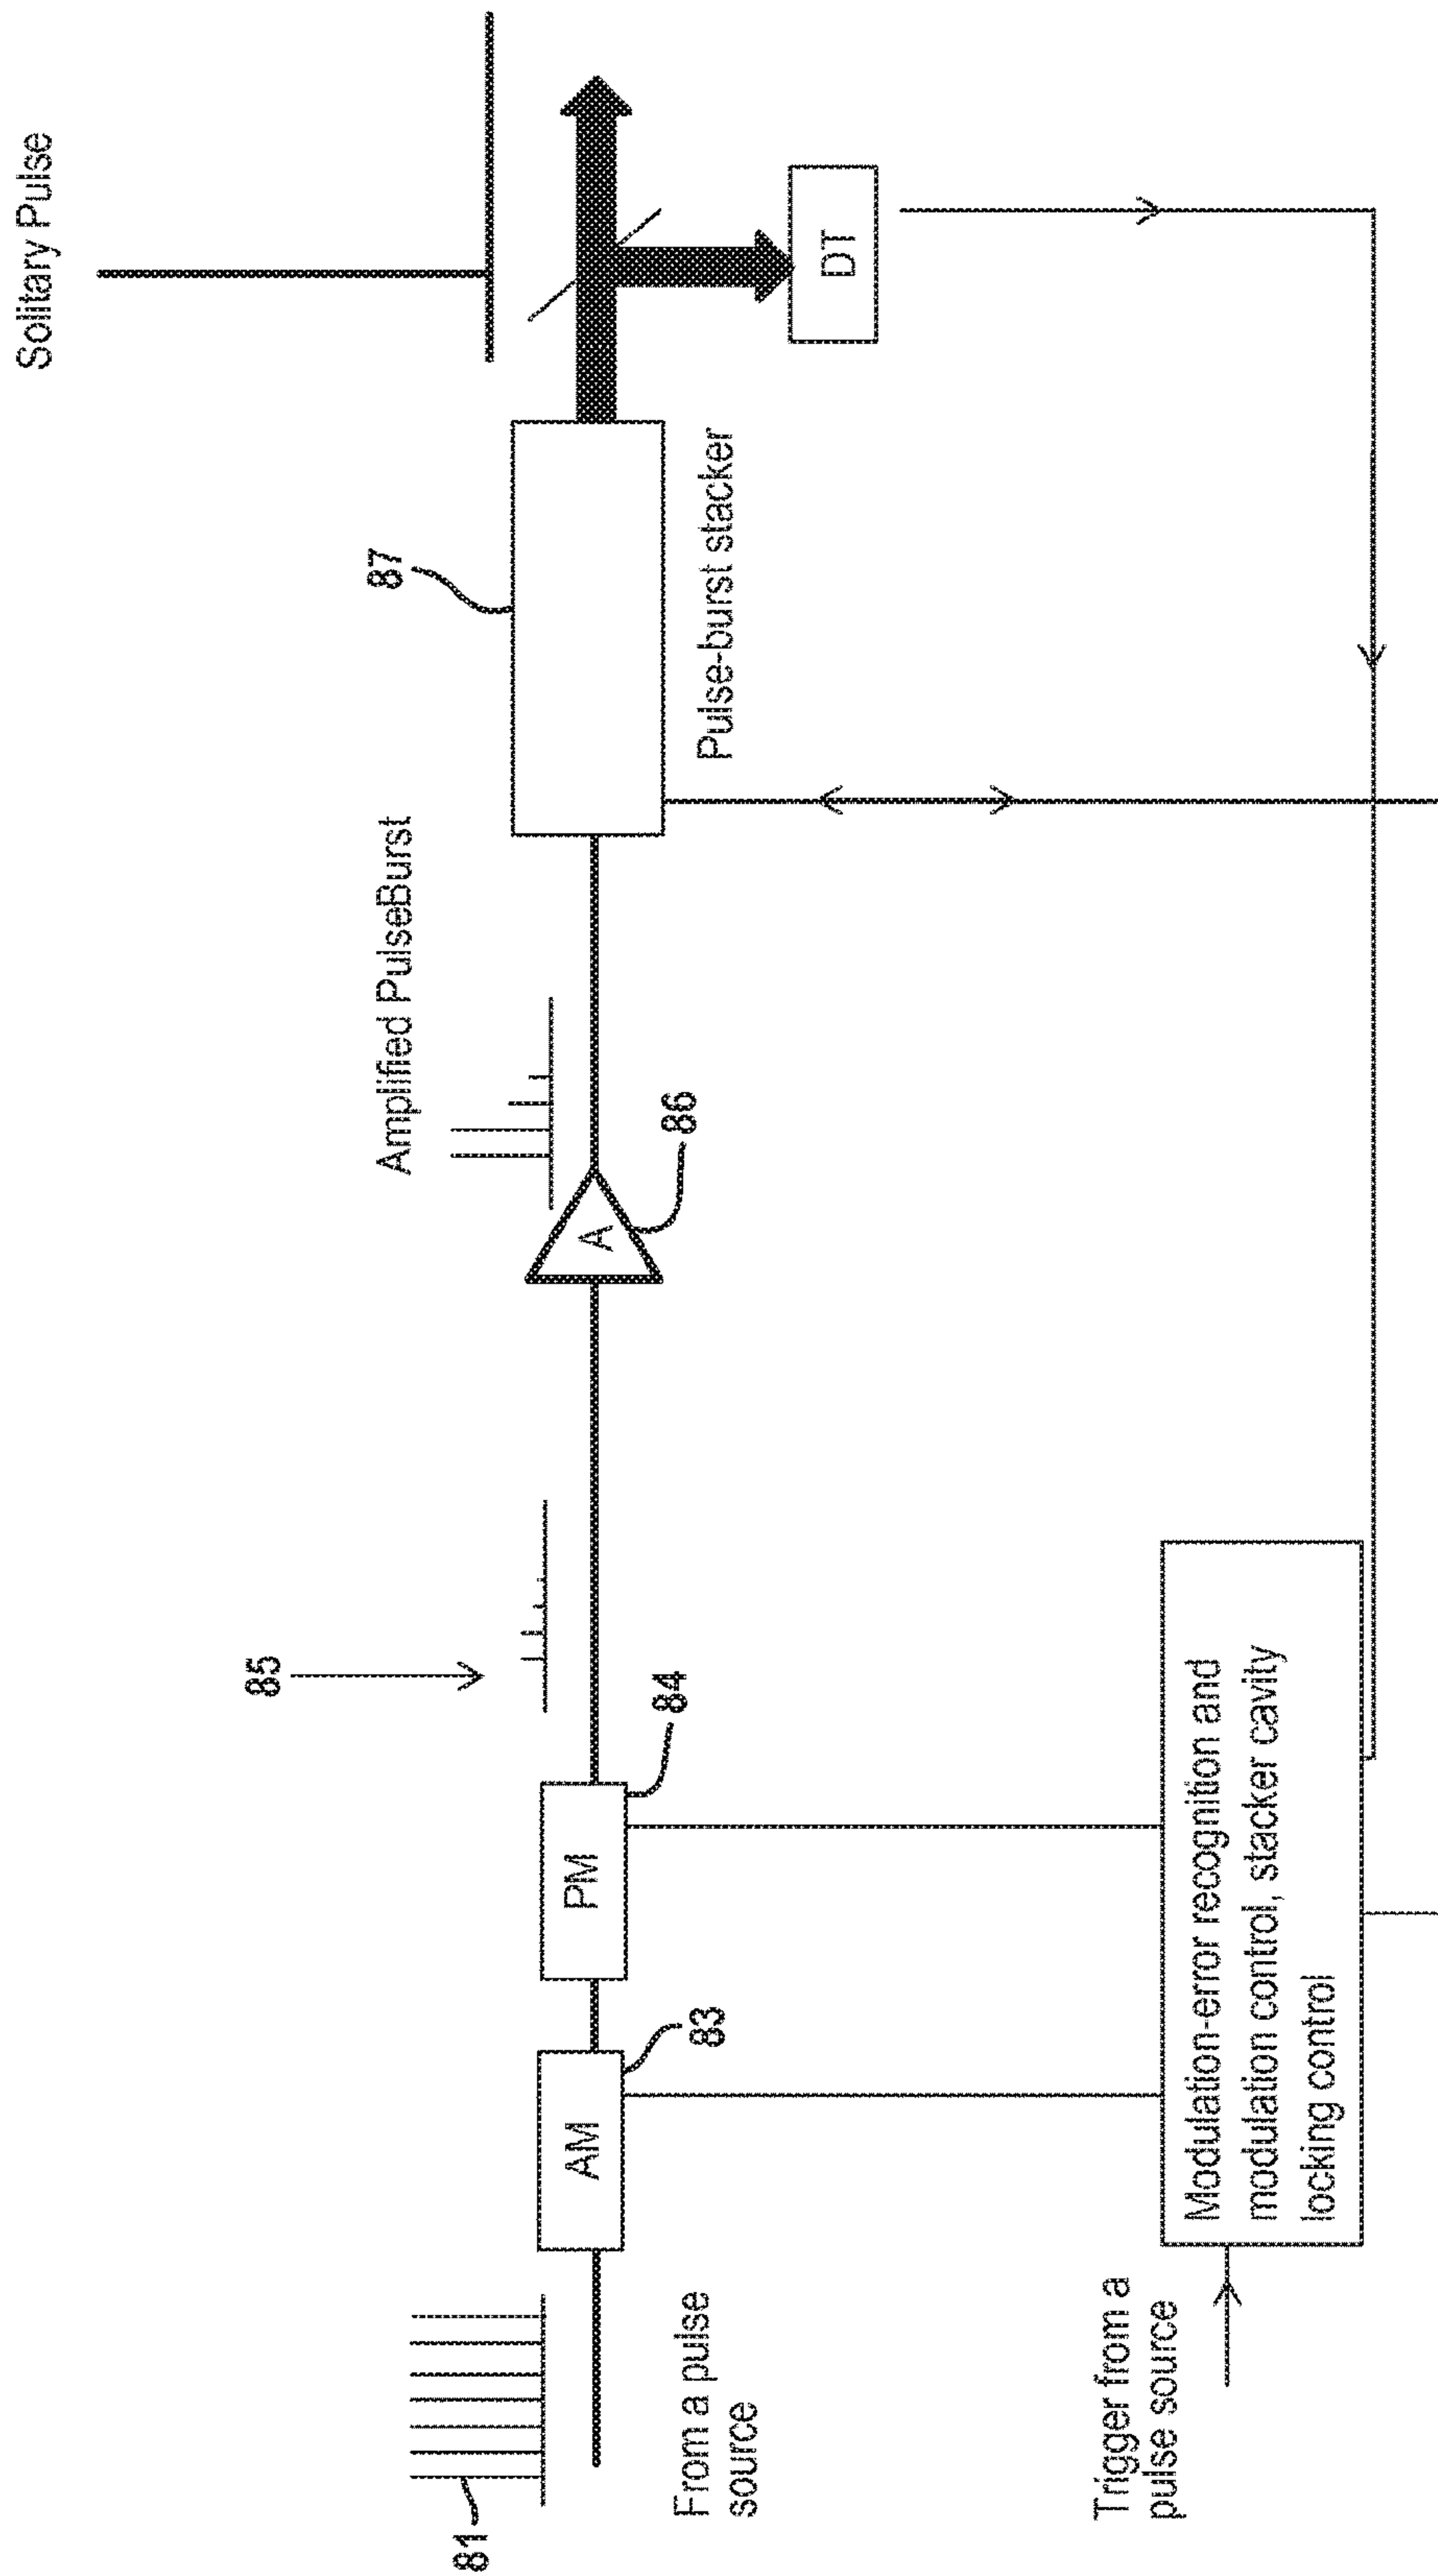 Solitary Pulse
87
Amplified PulseBurst
Pulse-burst stacker
DT
A
86
85
84
PM
AM
83
81
From a pulse
source
Trigger from a
pulse source
Modulation-error recognition and
modulation control, stacker cavity
locking control